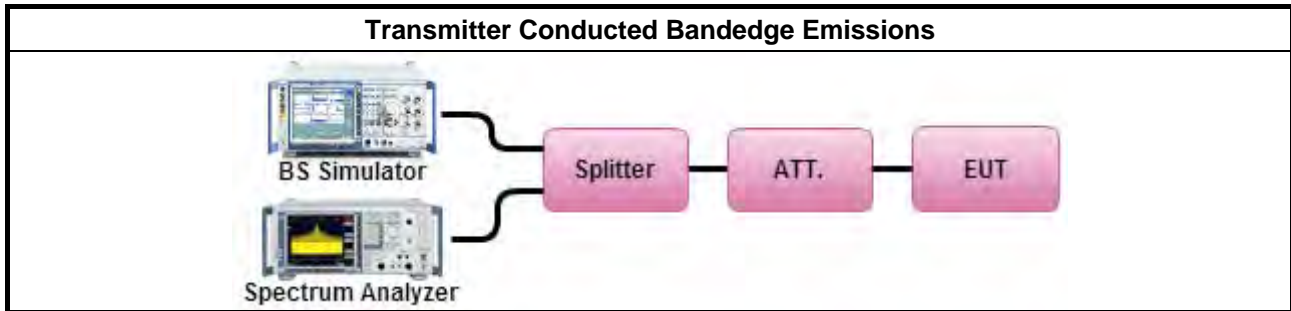 Transmitter Conducted Bandedge Emissions
BS Simulator
Splitter
ATT.
EUT
Spectrum Analyzer